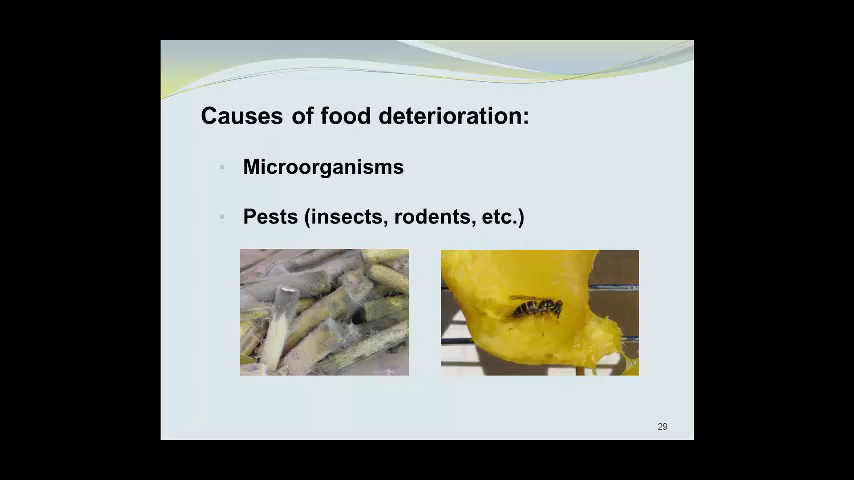 Causes of food deterioration:
Microorganisms
Pests (insects, rodents, etc.)
29